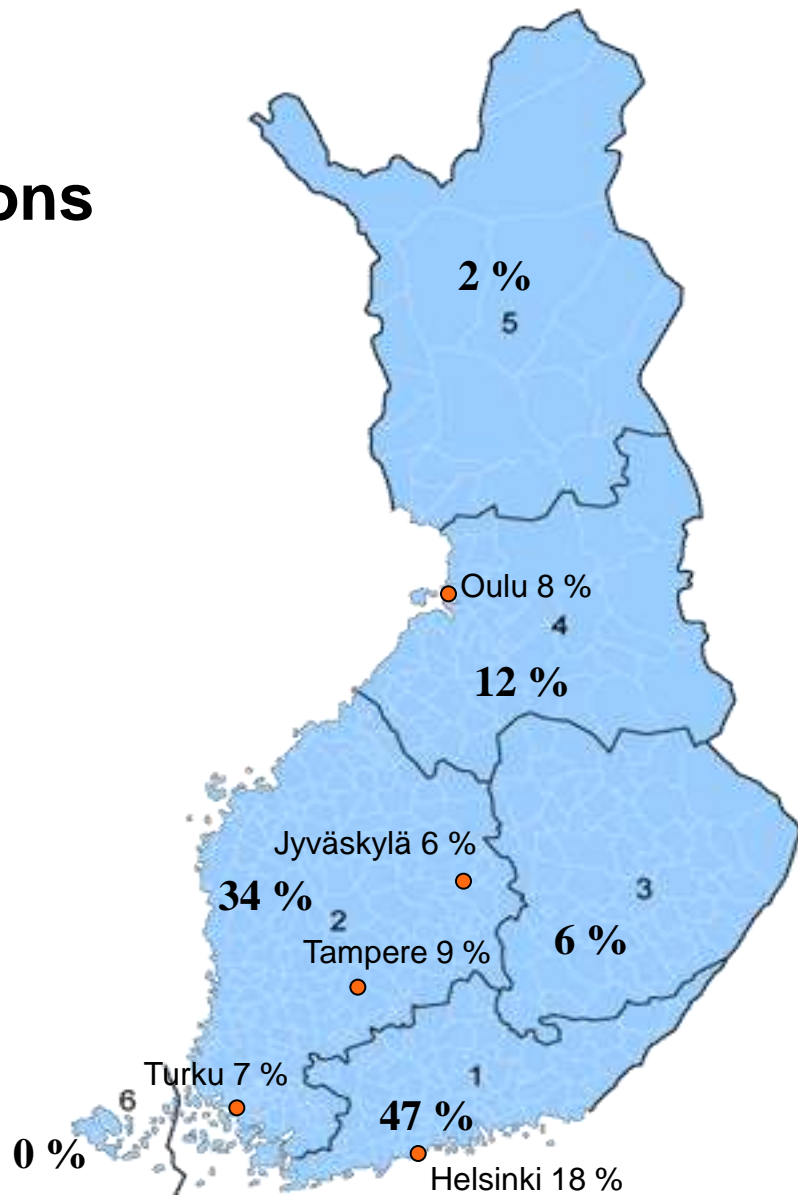 ons
2 %
5
Oulu 8 %
4
12 %
Jyväskylä 6 %
34 %
2
3
6 %
Tampere 9 %
Turku 7 %
6
1
47 %
0 %
Helsinki 18 %